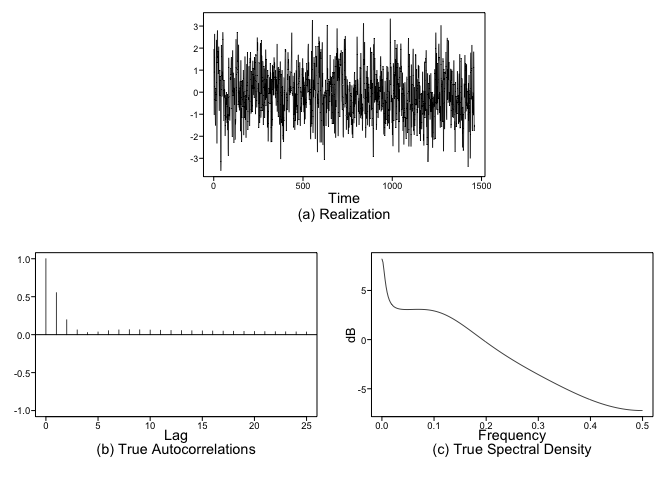 3
2
1
0
-1
-2
-3
0 500 1000 1500
Time
(a) Realization
1.0
0.5
0.0
-0.5
-1.0
0 5 10 15 20 25
Lag
(b) True Autocorrelations
dB
5
0
-5
0.0 0.1 0.2 0.3 0.4 0.5
Frequency
(c) True Spectral Density